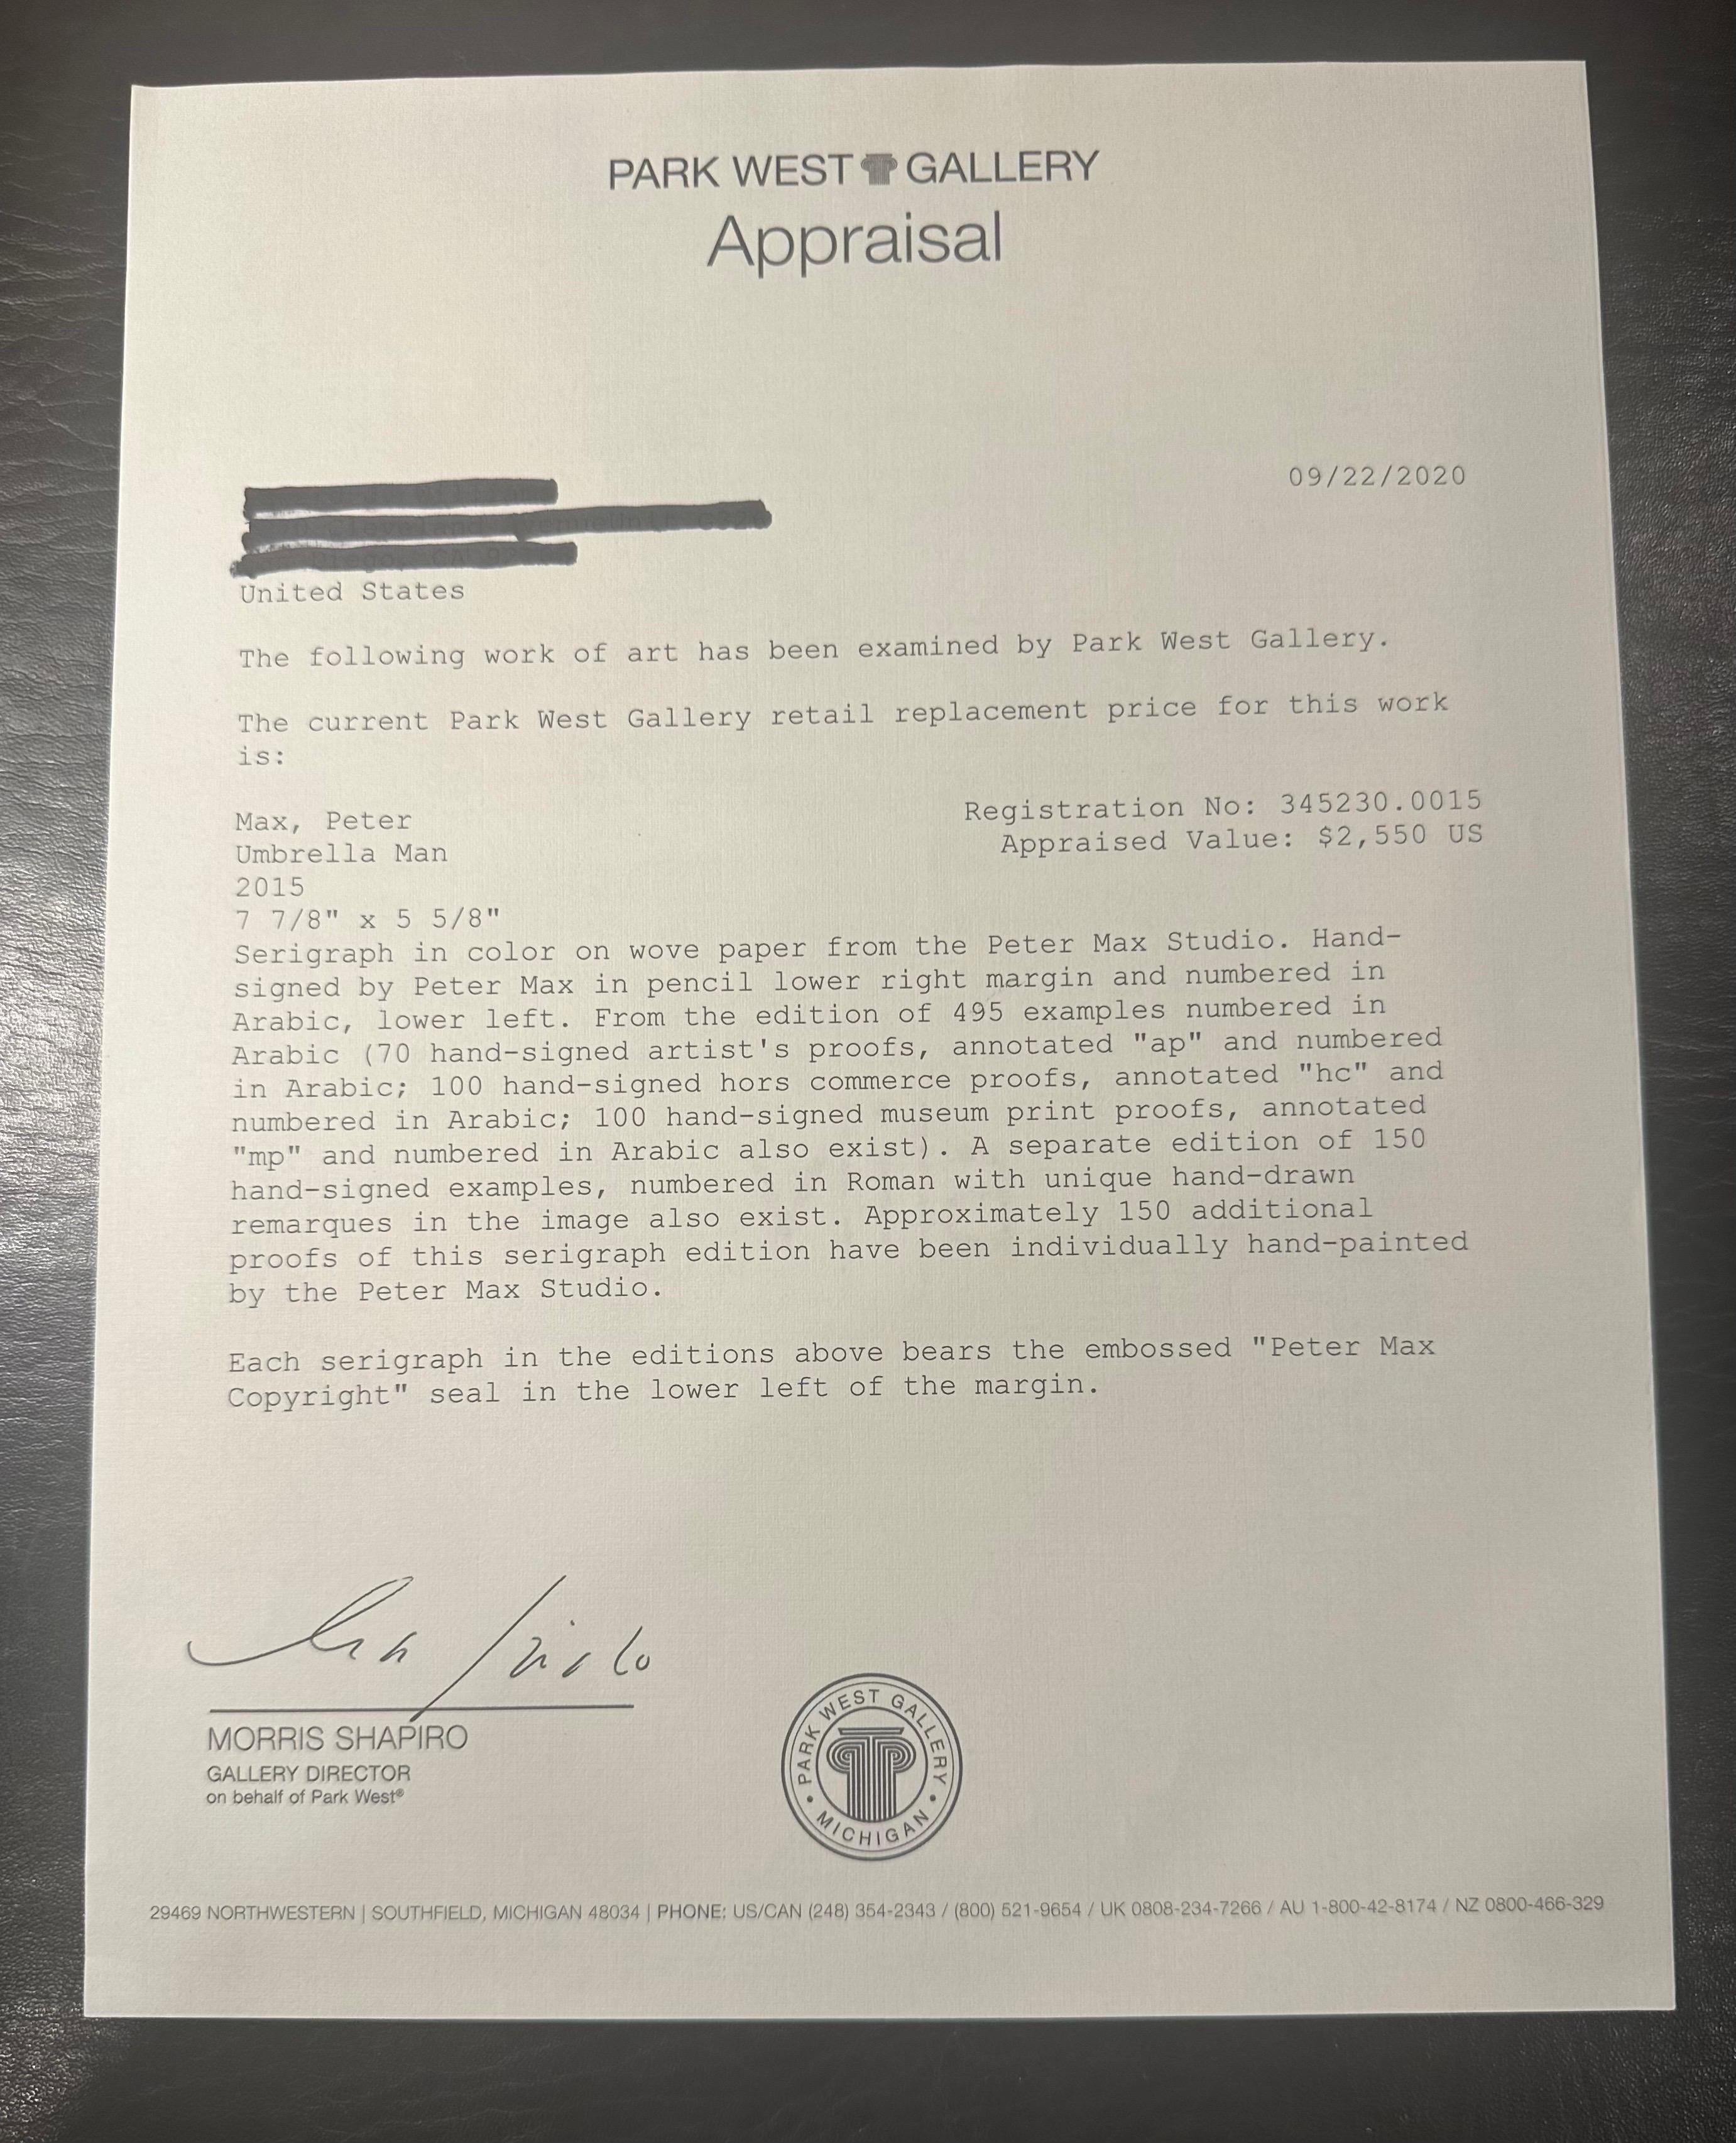 PARK WEST GALLERY
Appraisal
09/22/2020
United States
The following work of art has been examined by Park West Gallery.
The current Park West Gallery retail replacement price for this work
is:
Max, Peter
Registration No: 345230.0015
Umbrella Man
Appraised Value: $2,550 US
2015
7 7/8" x 5 5/8"
Serigraph in color on wove paper from the Peter Max Studio. Hand-
signed by Peter Max in pencil lower right margin and numbered in
Arabic, lower left. From the edition of 495 examples numbered in
Arabic (70 hand-signed artist's proofs, annotated "ap" and numbered
in Arabic; 100 hand-signed hors commerce proofs, annotated "hc" and
numbered in Arabic; 100 hand-signed museum print proofs, annotated
"mp" and numbered in Arabic also exist). A separate edition of 150
hand-signed examples, numbered in Roman with unique hand-drawn
remarques in the image also exist. Approximately 150 additional
proofs of this serigraph edition have been individually hand-painted
by the Peter Max Studio.
Each serigraph in the editions above bears the embossed "Peter Max
Copyright" seal in the lower left of the margin.
MORRIS SHAPIRO
GALLERY DIRECTOR
on behalf of Park West®
PARK WEST GALLERY • MICHIGAN •
29469 NORTHWESTERN | SOUTHFIELD, MICHIGAN 48034 | PHONE: US/CAN (248) 354-2343 / (800) 521-9654 / UK 0808-234-7266 / AU 1-800-42-8174 / NZ 0800-466-329